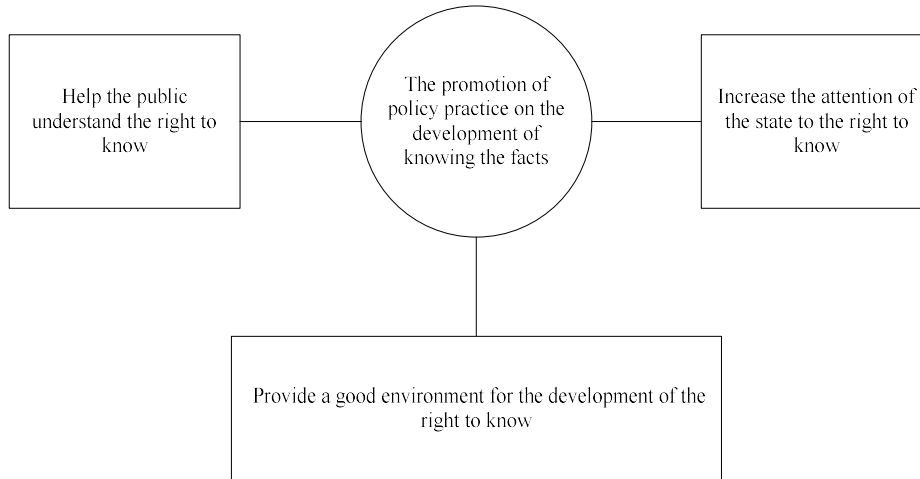 Help the public
understand the right to
know
The promotion of
policy practice on the
development of
knowing the facts
Increase the attention of
the state to the right to
know
Provide a good environment for the development of the
right to know